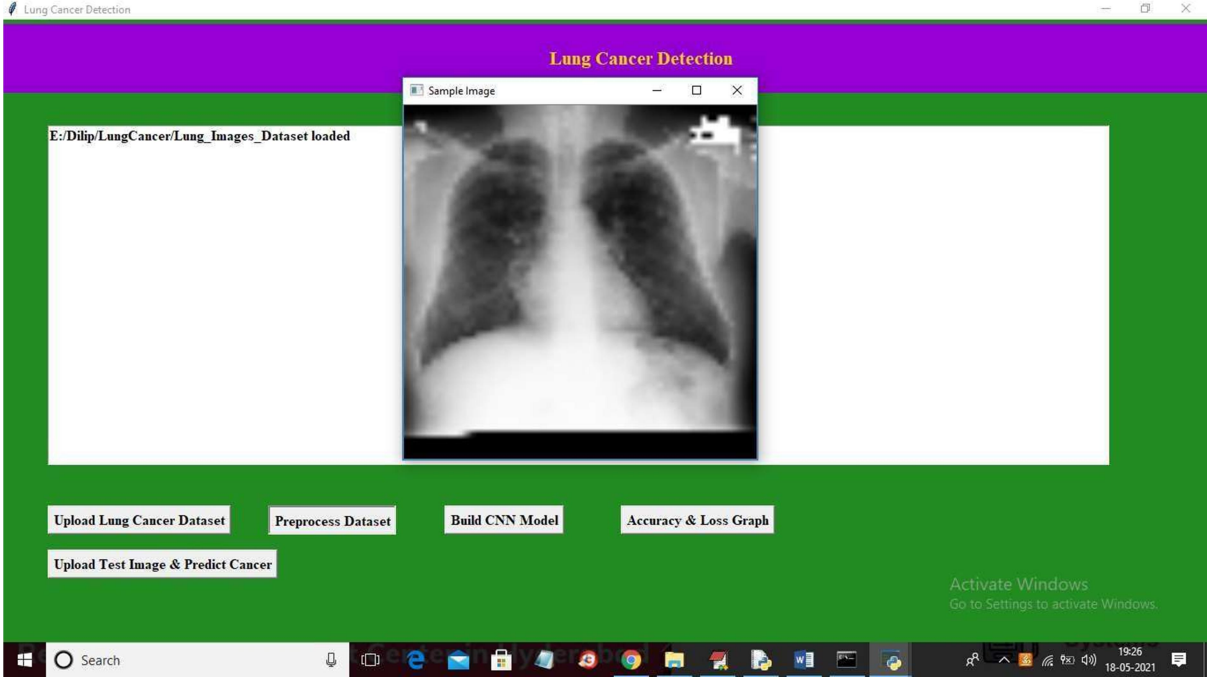 Lung Cancer Detection
Lung Cancer Detection
Sample Image
E:/Dilip/LungCancer/Lung_Images_Dataset loaded
Upload Lung Cancer Dataset
Preprocess Dataset
Build CNN Model
Accuracy & Loss Graph
Upload Test Image & Predict Cancer
Activate Windows
Go to Settings to activate Windows.
Search
19:26
18-05-2021